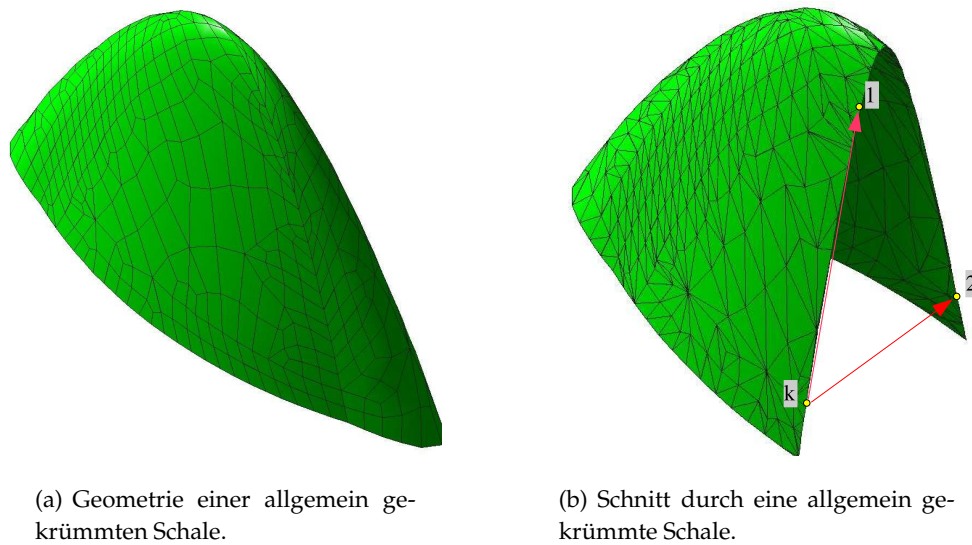 1
2
k
(a) Geometrie einer allgemein ge-
krümmten Schale.
(b) Schnitt durch eine allgemein ge-
krümmte Schale.